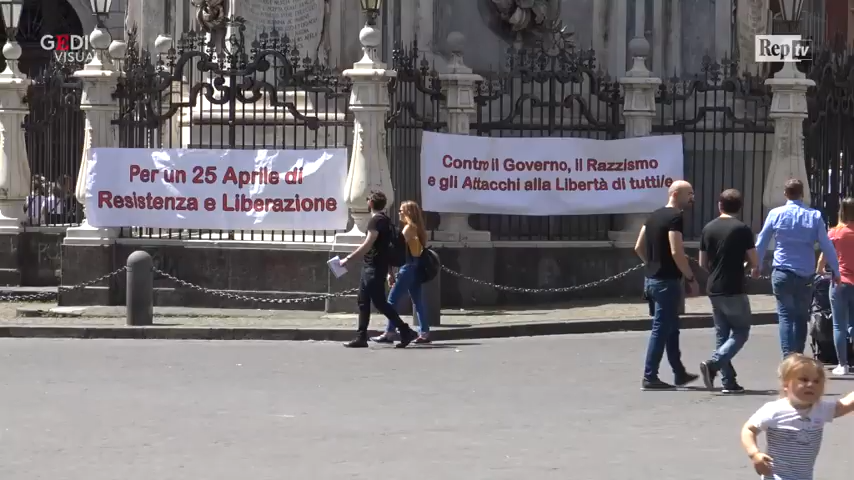 GEDI
VISUAL
Rep tv
Per un 25 Aprile di
Resistenza e Liberazione
Contro il Governo, il Razzismo
e gli Attacchi alla Libertà di tutti/e